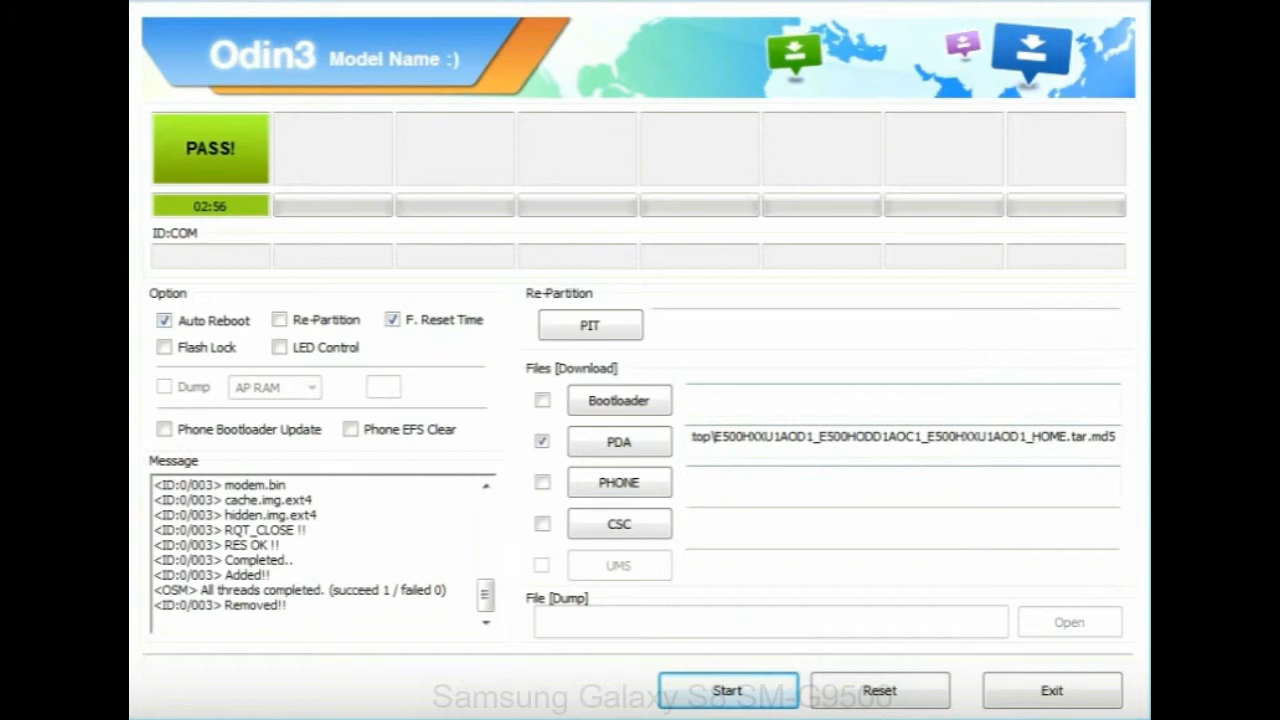 Odin3 Model Name :)
PASS!
02:56
ID:COM
Option
Auto Reboot Re-Partition F. Reset Time
Flash Lock LED Control
Dump AP RAM
Phone Bootloader Update Phone EFS Clear
Message
<ID:0/003> modem.bin
<ID:0/003> cache.img.ext4
<ID:0/003> hidden.img.ext4
<ID:0/003> RQT_CLOSE !!
<ID:0/003> RES OK !!
<ID:0/003> Completed..
<ID:0/003> Added!!
<OSM> All threads completed. (succeed 1 / failed 0)
<ID:0/003> Removed!!
Re-Partition
PIT
Files [Download]
Bootloader
PDA top\E500HXXU1AOD1_E500HODD1AOC1_E500HXXU1AOD1_HOME.tar.md5
PHONE
CSC
UMS
File [Dump]
Open
Start Reset Exit
Samsung Galaxy S8 SM-G9500